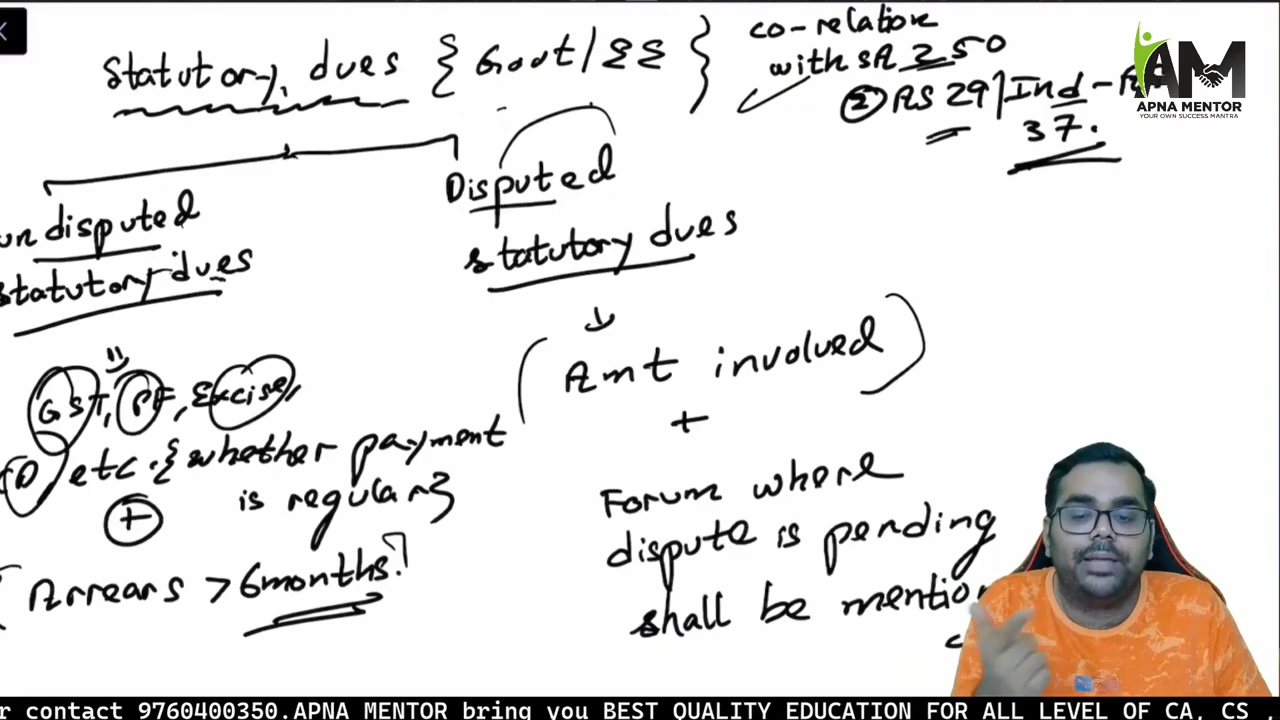 statutory dues { Govt/ΣΣ }
co-relation
with SA 250
② AS 29/Ind-
37.
undisputed
statutory dues
Disputed
statutory dues
GST, PF, Excise,
etc. { whether payment
is regular }
+
Arrears > 6 months?
(Amt involved)
+
Forum where
dispute is pending
shall be mentio
AM
APNA MENTOR
YOUR OWN SUCCESS MANTRA
r contact 9760400350.APNA MENTOR bring you BEST QUALITY EDUCATION FOR ALL LEVEL OF CA, CS .